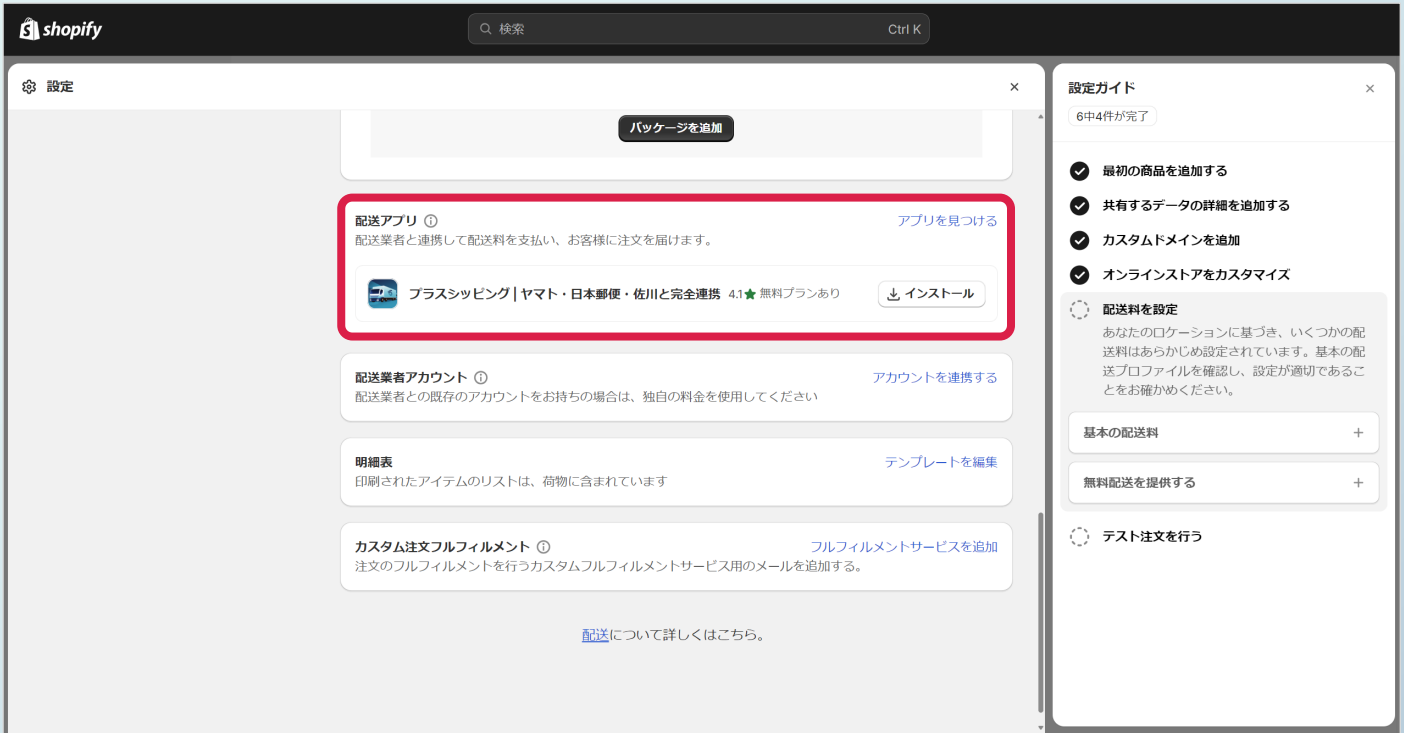 shopify
検索
Ctrl K
設定
パッケージを追加
配送アプリ
アプリを見つける
配送業者と連携して配送料を支払い、お客様に注文を届けます。
プラスシッピング | ヤマト・日本郵便・佐川と完全連携 4.1★無料プランあり
インストール
配送業者アカウント
アカウントを連携する
配送業者との既存のアカウントをお持ちの場合は、独自の料金を使用してください
明細表
テンプレートを編集
印刷されたアイテムのリストは、荷物に含まれています
カスタム注文フルフィルメント
フルフィルメントサービスを追加
注文のフルフィルメントを行うカスタムフルフィルメントサービス用のメールを追加する。
配送について詳しくはこちら。
設定ガイド
6中4件が完了
最初の商品を追加する
共有するデータの詳細を追加する
カスタムドメインを追加
オンラインストアをカスタマイズ
配送料を設定
あなたのロケーションに基づき、いくつかの配
送料はあらかじめ設定されています。基本の配
送プロファイルを確認し、設定が適切であるこ
とをお確かめください。
基本の配送料
無料配送を提供する
テスト注文を行う